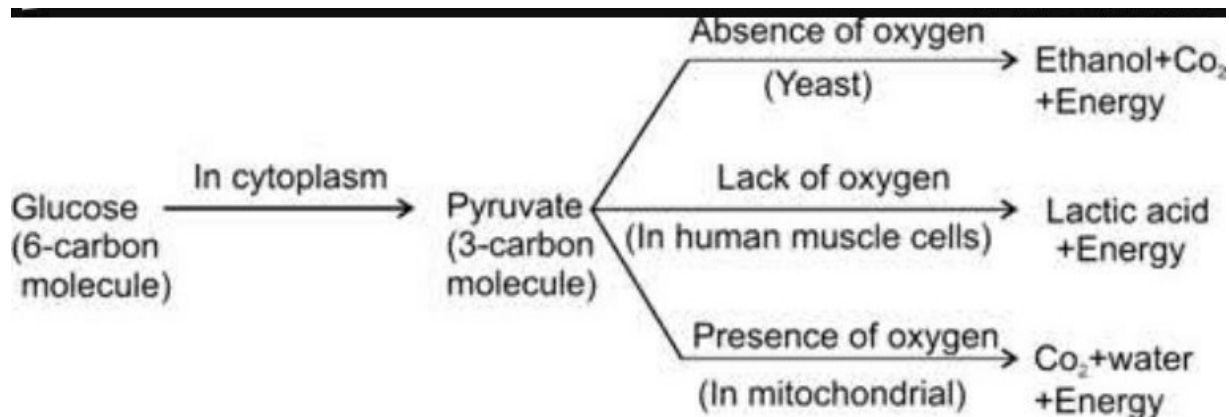 Absence of oxygen
(Yeast)
Ethanol+Co₂
+Energy
In cytoplasm
Glucose
(6-carbon
molecule)
Pyruvate
(3-carbon
molecule)
Lack of oxygen
(In human muscle cells)
Lactic acid
+Energy
Presence of oxygen
(In mitochondrial)
Co₂+water
+Energy